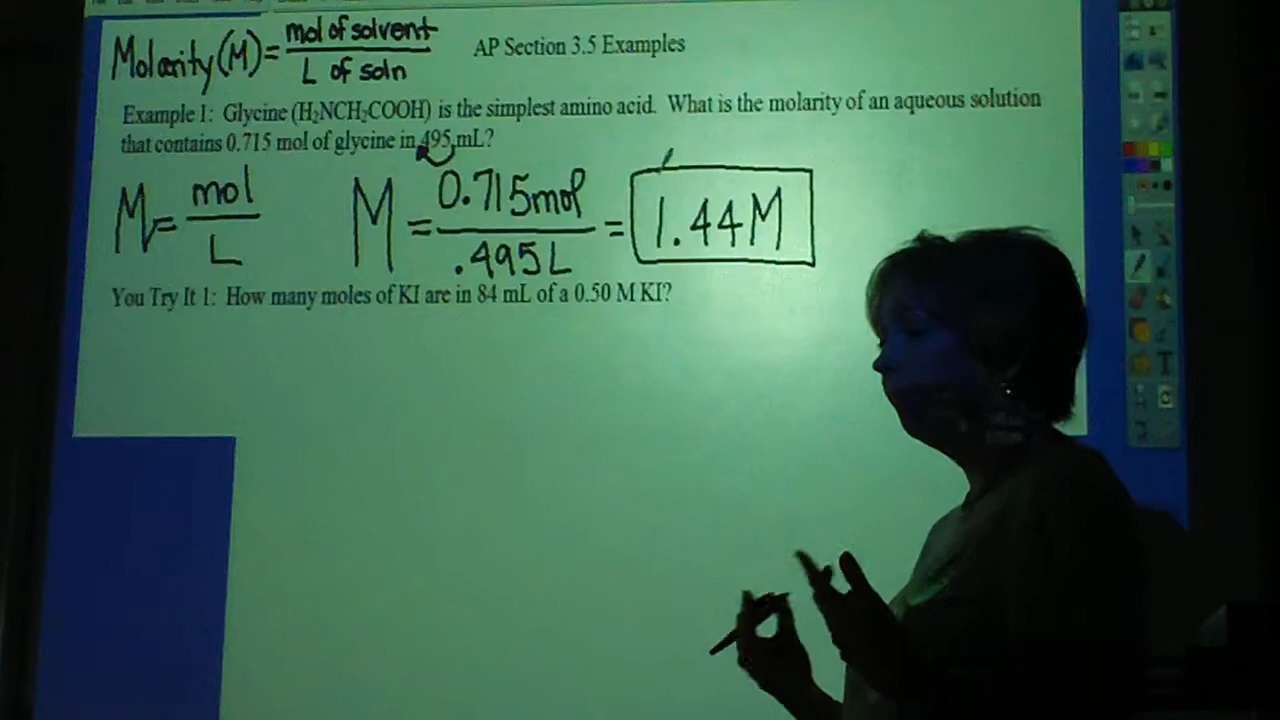 Molarity (M) = mol of solvent / L of soln
AP Section 3.5 Examples
Example 1: Glycine (H₂NCH₂COOH) is the simplest amino acid. What is the molarity of an aqueous solution
that contains 0.715 mol of glycine in 495 mL?
M = mol / L
M = 0.715 mol / .495 L = 1.44 M
You Try It 1: How many moles of KI are in 84 mL of a 0.50 M KI?